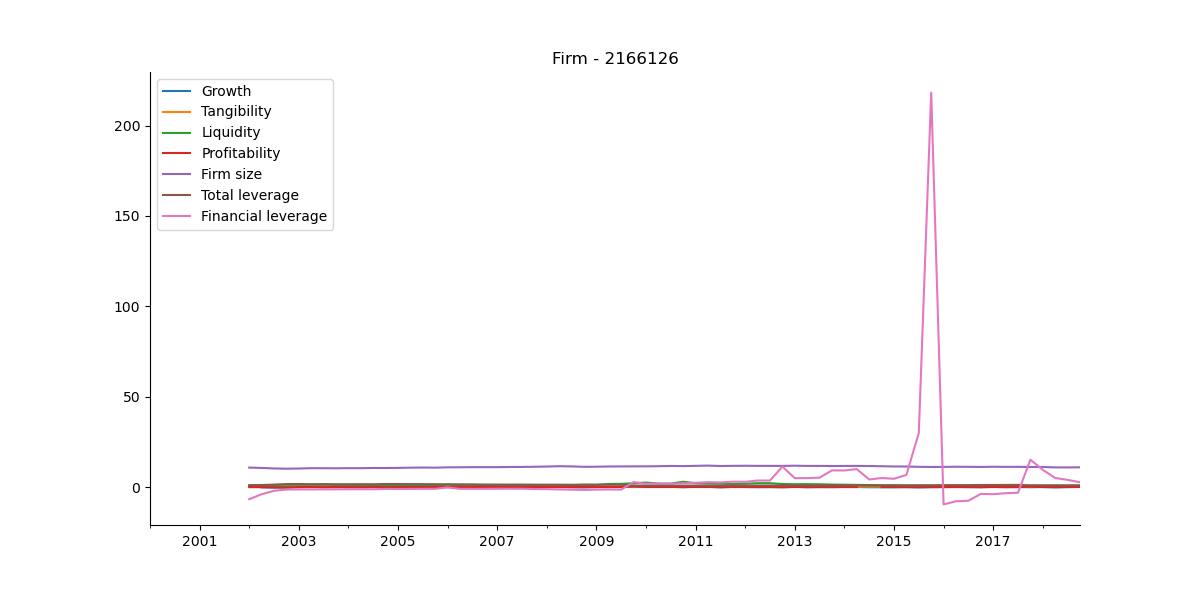 Firm - 2166126
Growth
Tangibility
Liquidity
Profitability
Firm size
Total leverage
Financial leverage
200
150
100
50
0
2001 2003 2005 2007 2009 2011 2013 2015 2017